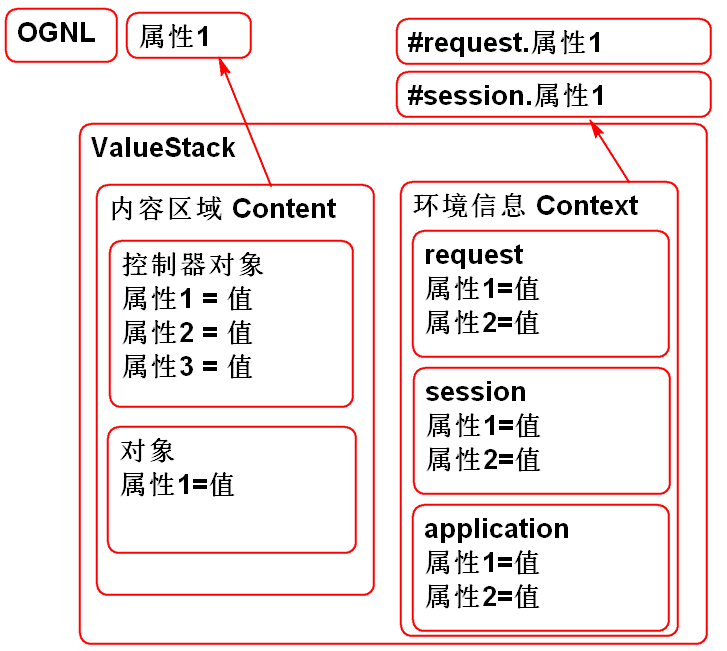 OGNL
属性1
#request.属性1
#session.属性1
ValueStack
内容区域 Content
控制器对象
属性1 = 值
属性2 = 值
属性3 = 值
对象
属性1=值
环境信息 Context
request
属性1=值
属性2=值
session
属性1=值
属性2=值
application
属性1=值
属性2=值